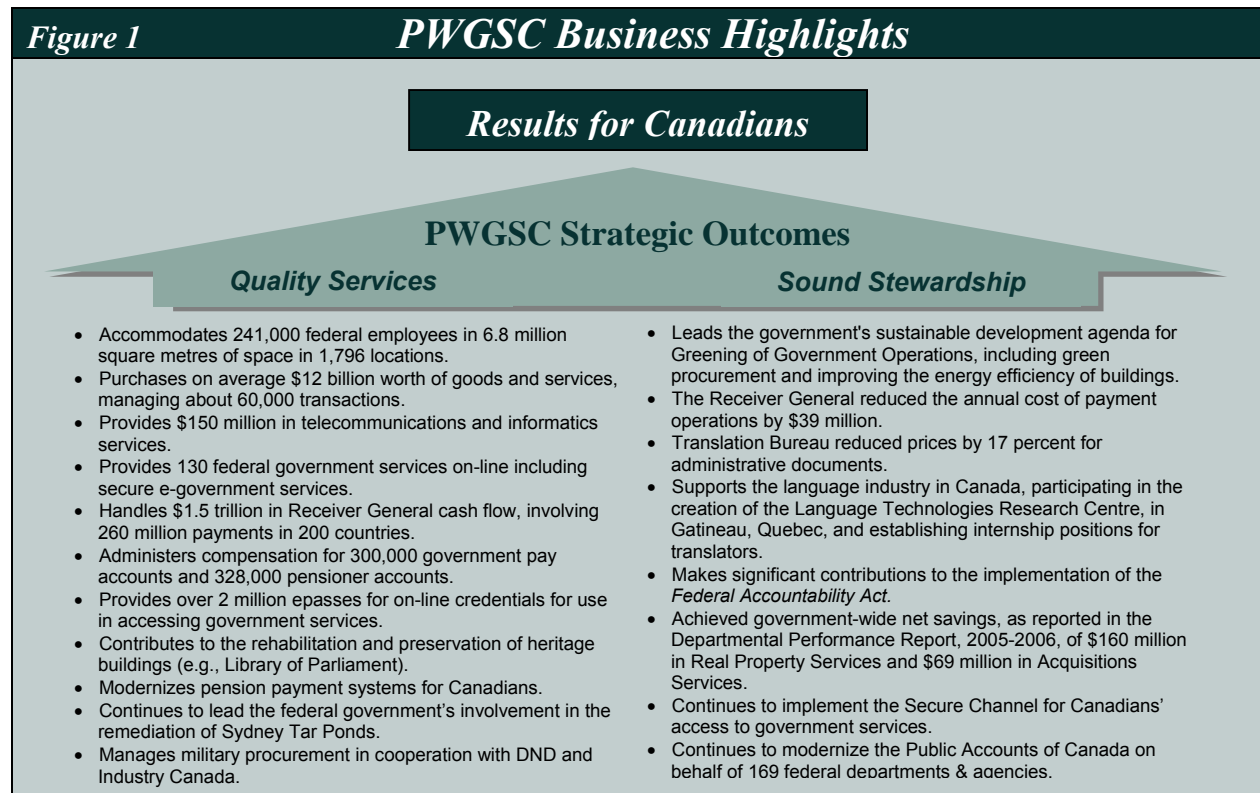 Figure 1
PWGSC Business Highlights
Results for Canadians
PWGSC Strategic Outcomes
Quality Services
• Accommodates 241,000 federal employees in 6.8 million
square metres of space in 1,796 locations.
• Purchases on average $12 billion worth of goods and services,
managing about 60,000 transactions.
• Provides $150 million in telecommunications and informatics
services.
• Provides 130 federal government services on-line including
secure e-government services.
• Handles $1.5 trillion in Receiver General cash flow, involving
260 million payments in 200 countries.
• Administers compensation for 300,000 government pay
accounts and 328,000 pensioner accounts.
• Provides over 2 million epasses for on-line credentials for use
in accessing government services.
• Contributes to the rehabilitation and preservation of heritage
buildings (e.g., Library of Parliament).
• Modernizes pension payment systems for Canadians.
• Continues to lead the federal government’s involvement in the
remediation of Sydney Tar Ponds.
• Manages military procurement in cooperation with DND and
Industry Canada.
Sound Stewardship
• Leads the government's sustainable development agenda for
Greening of Government Operations, including green
procurement and improving the energy efficiency of buildings.
• The Receiver General reduced the annual cost of payment
operations by $39 million.
• Translation Bureau reduced prices by 17 percent for
administrative documents.
• Supports the language industry in Canada, participating in the
creation of the Language Technologies Research Centre, in
Gatineau, Quebec, and establishing internship positions for
translators.
• Makes significant contributions to the implementation of the
Federal Accountability Act.
• Achieved government-wide net savings, as reported in the
Departmental Performance Report, 2005-2006, of $160 million
in Real Property Services and $69 million in Acquisitions
Services.
• Continues to implement the Secure Channel for Canadians’
access to government services.
• Continues to modernize the Public Accounts of Canada on
behalf of 169 federal departments & agencies.